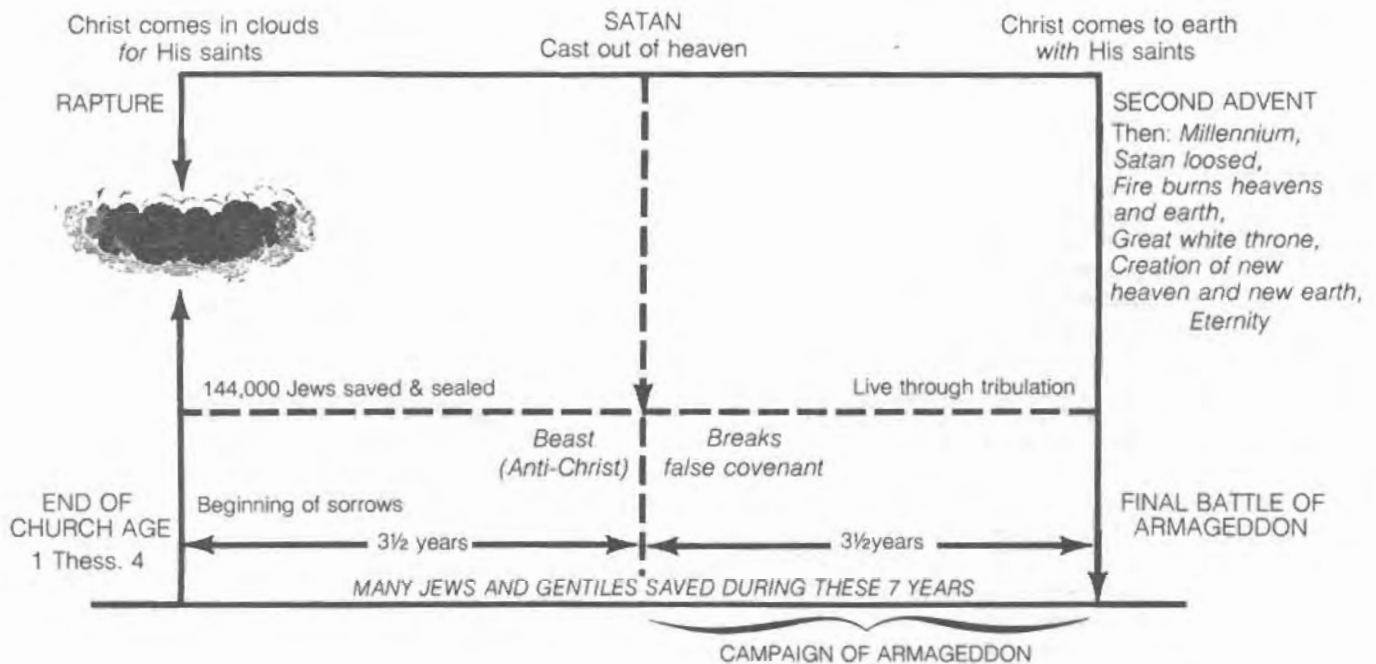 Christ comes in clouds
for His saints
SATAN
Cast out of heaven
Christ comes to earth
with His saints
RAPTURE
SECOND ADVENT
Then: Millennium,
Satan loosed,
Fire burns heavens
and earth,
Great white throne,
Creation of new
heaven and new earth,
Eternity
144,000 Jews saved & sealed
Live through tribulation
Beast
(Anti-Christ)
Breaks
false covenant
END OF
CHURCH AGE
1 Thess. 4
Beginning of sorrows
FINAL BATTLE OF
ARMAGEDDON
3½ years
3½years
MANY JEWS AND GENTILES SAVED DURING THESE 7 YEARS
CAMPAIGN OF ARMAGEDDON